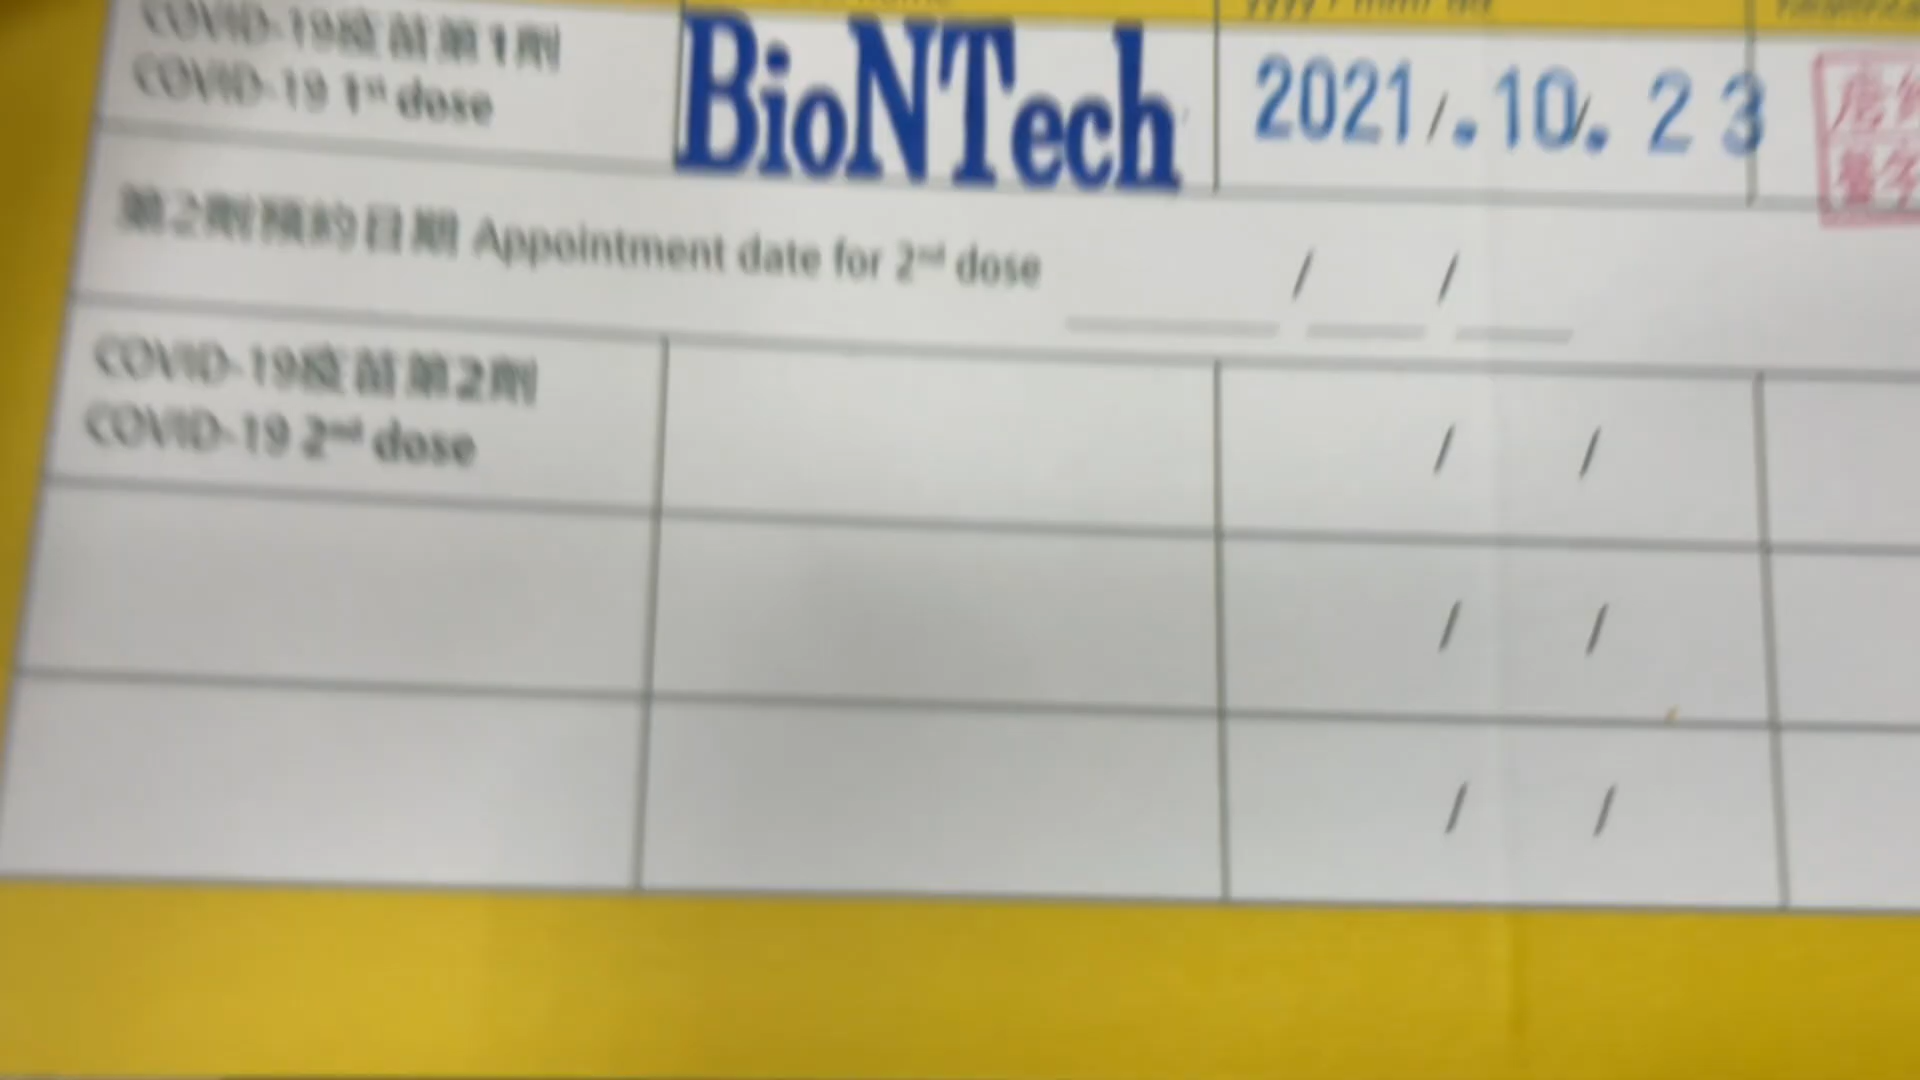 COVID-19疫苗第1劑
COVID-19 1st dose
BioNTech
2021/.10/. 23
第2劑預約日期 Appointment date for 2nd dose / /
COVID-19疫苗第2劑
COVID-19 2nd dose
/ /
/ /
/ /